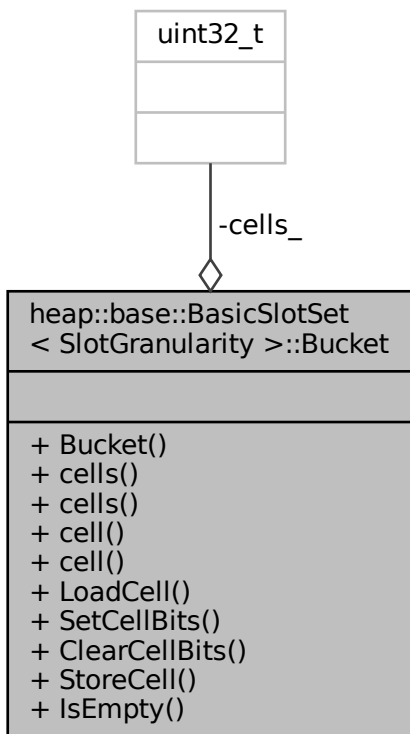 uint32_t
-cells_
heap::base::BasicSlotSet
< SlotGranularity >::Bucket
+ Bucket()
+ cells()
+ cells()
+ cell()
+ cell()
+ LoadCell()
+ SetCellBits()
+ ClearCellBits()
+ StoreCell()
+ IsEmpty()